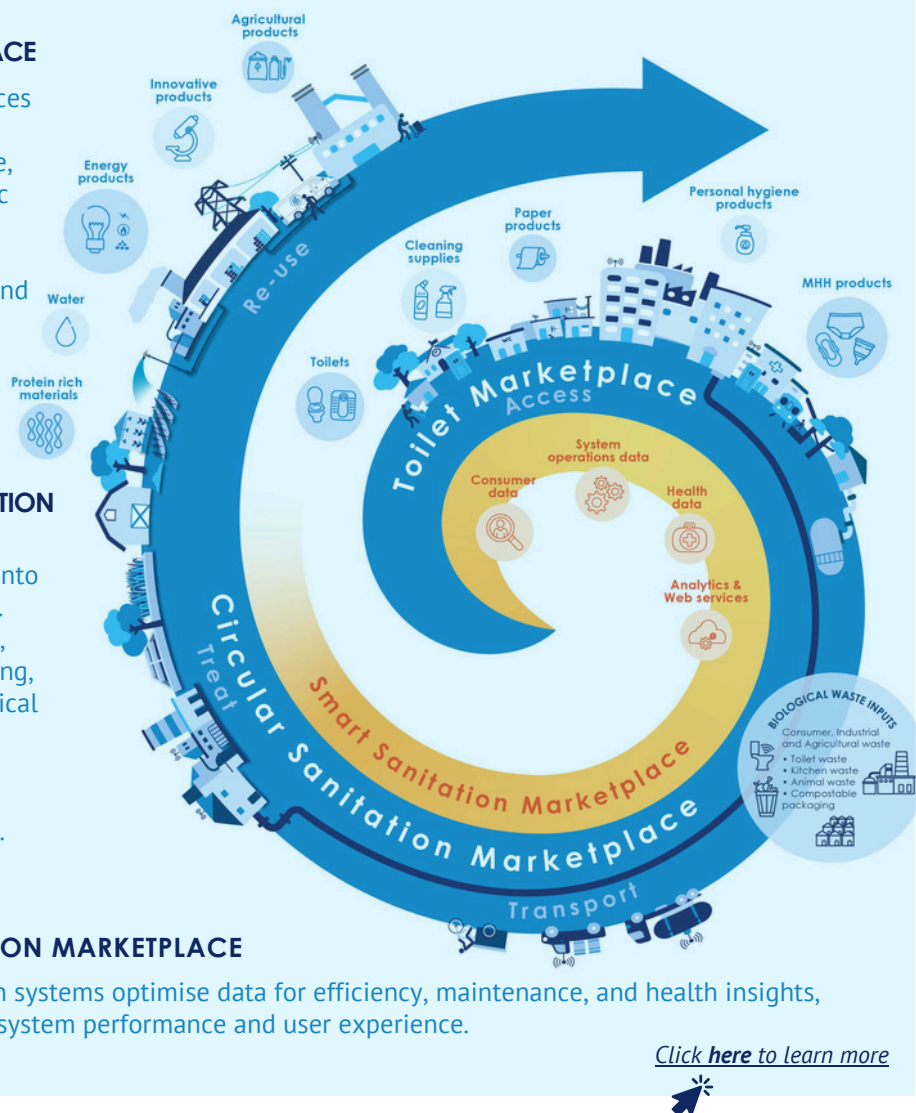 ACE
ces
e,
c
and
TION
into
.
,
ng,
ical
.
Agricultural
products
Innovative
products
Energy
products
Water
Protein rich
materials
Re-use
Personal hygiene
products
Paper
products
Cleaning
supplies
MHH products
Toilets
Toilet Marketplace
Access
System
operations data
Consumer
data
Health
data
Analytics &
Web services
Circular Sanitation Marketplace
Treat
Smart Sanitation Marketplace
Transport
BIOLOGICAL WASTE INPUTS
Consumer, Industrial
and Agricultural waste
• Toilet waste
• Kitchen waste
• Animal waste
• Compostable
packaging
ON MARKETPLACE
n systems optimise data for efficiency, maintenance, and health insights,
system performance and user experience.
Click here to learn more